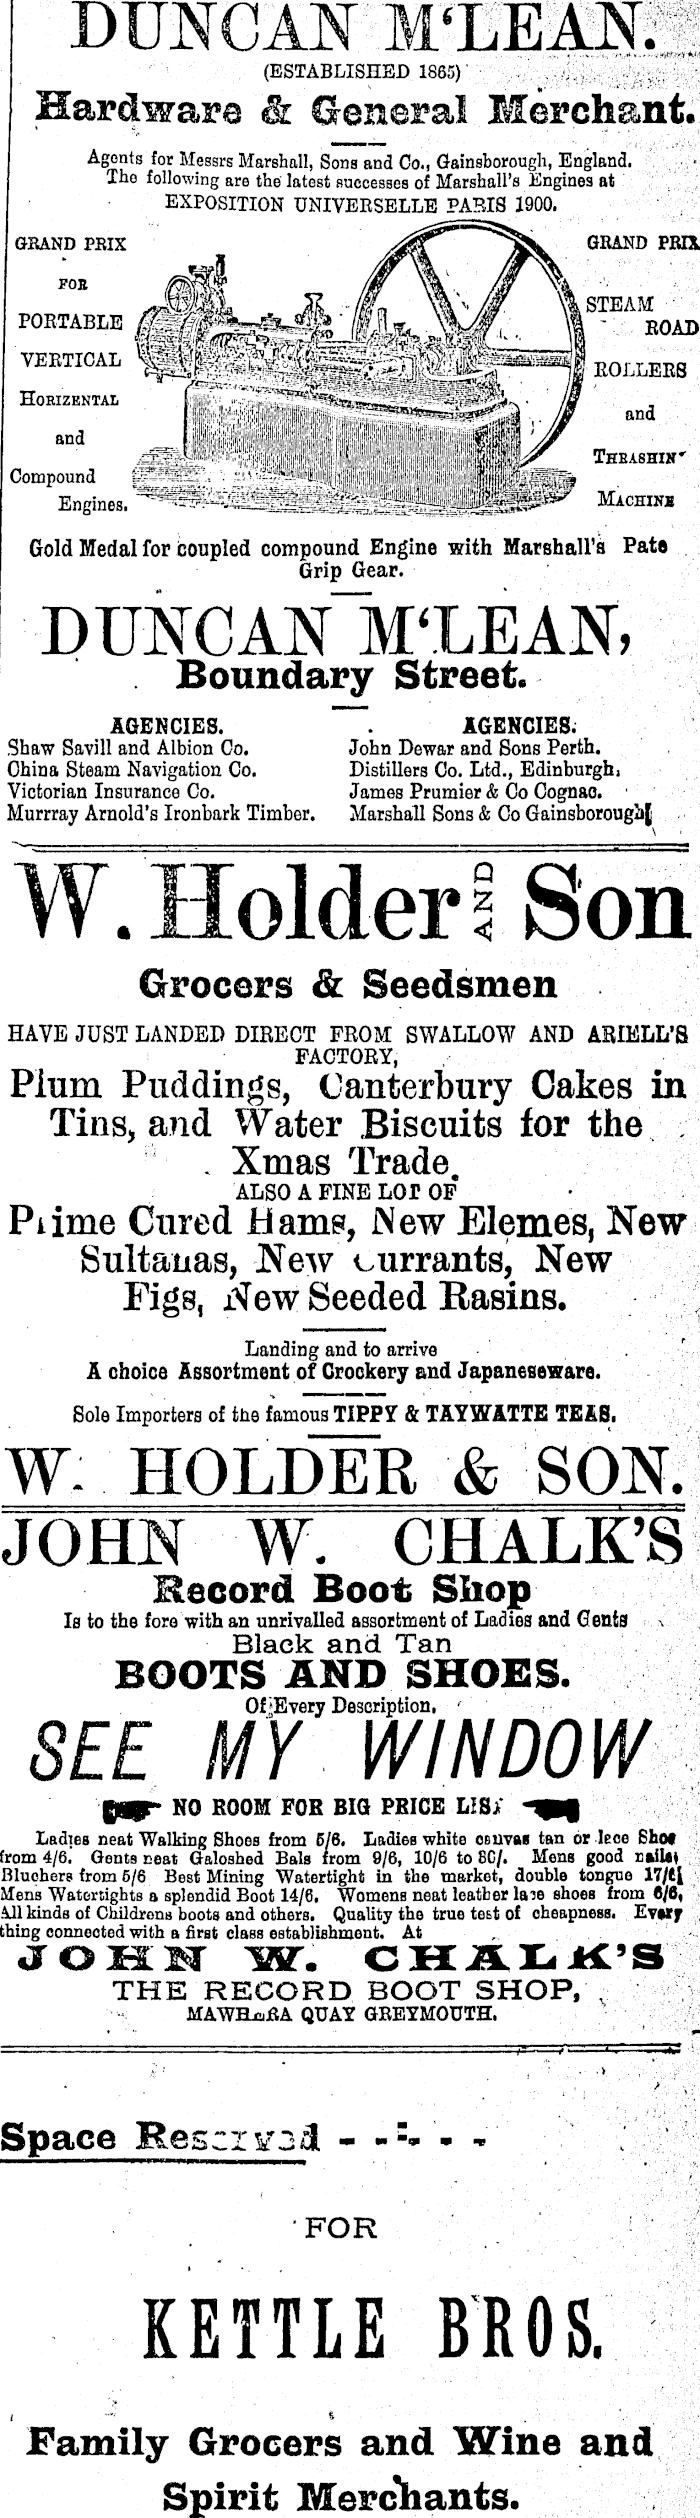 DUNCAN M‘LEAN.
(ESTABLISHED 1865)
Hardware & General Merchant.
Agents for Messrs Marshall, Sons and Co., Gainsborough, England.
The following are the latest successes of Marshall's Engines at
EXPOSITION UNIVERSELLE PARIS 1900.
GRAND PRIX
FOR
PORTABLE
VERTICAL
HORIZENTAL
and
Compound
Engines.
GRAND PRIX
STEAM
ROAD
ROLLERS
and
THRASHIN
MACHINE
Gold Medal for coupled compound Engine with Marshall's Pate
Grip Gear.
DUNCAN M‘LEAN,
Boundary Street.
AGENCIES.
Shaw Savill and Albion Co.
China Steam Navigation Co.
Victorian Insurance Co.
Murrray Arnold's Ironbark Timber.
AGENCIES.
John Dewar and Sons Perth.
Distillers Co. Ltd., Edinburgh,
James Prumier & Co Cognac.
Marshall Sons & Co Gainsborough
W. Holder AND Son
Grocers & Seedsmen
HAVE JUST LANDED DIRECT FROM SWALLOW AND ARIELL'S
FACTORY,
Plum Puddings, Canterbury Cakes in
Tins, and Water Biscuits for the
Xmas Trade.
ALSO A FINE LOT OF
Prime Cured Hams, New Elemes, New
Sultanas, New Currants, New
Figs, New Seeded Rasins.
Landing and to arrive
A choice Assortment of Crockery and Japaneseware.
Sole Importers of the famous TIPPY & TAYWATTE TEAS.
W. HOLDER & SON.
JOHN W. CHALK'S
Record Boot Shop
Is to the fore with an unrivalled assortment of Ladies and Gents
Black and Tan
BOOTS AND SHOES.
Of Every Description,
SEE MY WINDOW
NO ROOM FOR BIG PRICE LIST
Ladies neat Walking Shoes from 5/6. Ladies white canvas tan or lece Shoe
from 4/6. Gents neat Galoshed Bals from 9/6, 10/6 to 30/. Mens good
Bluchers from 5/6 Best Mining Watertight in the market, double tongue
Mens Watertights a splendid Boot 14/6. Womens neat leather lace shoes from 6/6,
All kinds of Childrens boots and others. Quality the true test of cheapness. Every
thing connected with a first class establishment. At
JOHN W. CHALK'S
THE RECORD BOOT SHOP,
MAWHERA QUAY GREYMOUTH.
Space Reserved - - - - -
FOR
KETTLE BROS.
Family Grocers and Wine and
Spirit Merchants.